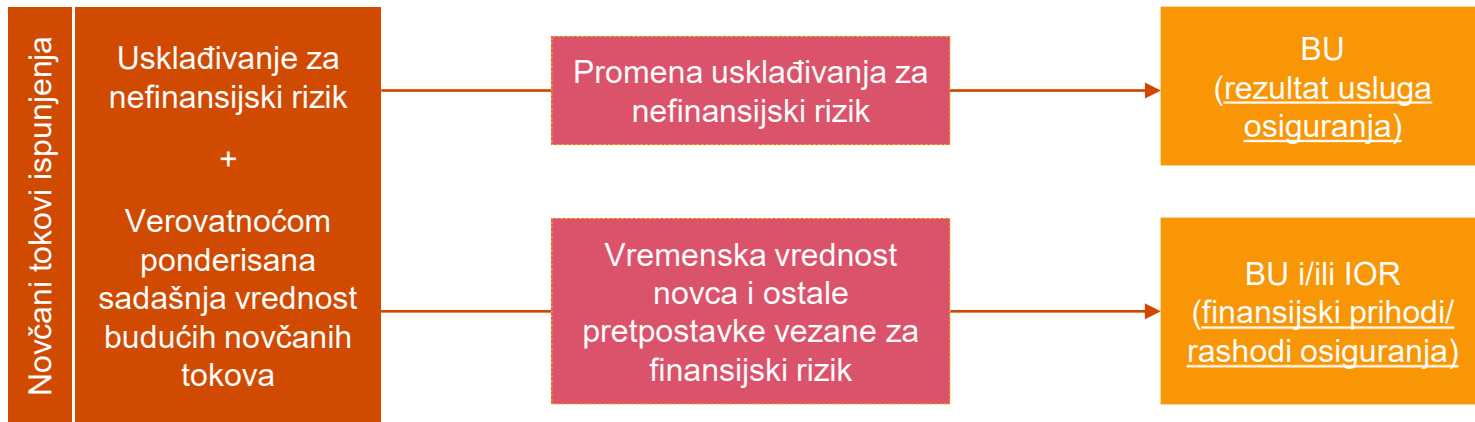 Novčani tokovi ispunjenja
Usklađivanje za
nefinansijski rizik
+
Verovatnoćom
ponderisana
sadašnja vrednost
budućih novčanih
tokova
Promena usklađivanja za
nefinansijski rizik
BU
(rezultat usluga
osiguranja)
Vremenska vrednost
novca i ostale
pretpostavke vezane za
finansijski rizik
BU i/ili IOR
(finansijski prihodi/
rashodi osiguranja)